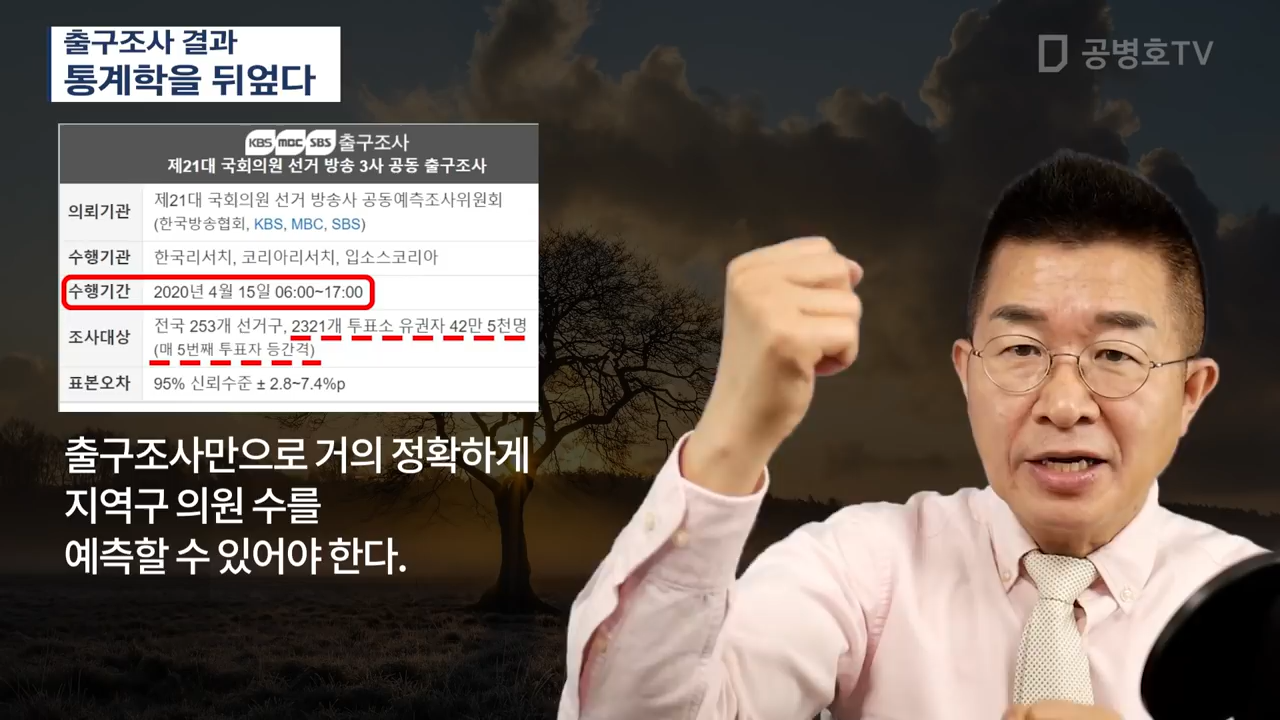 출구조사 결과
통계학을 뒤엎다
공병호TV
KBS MBC SBS 출구조사
제21대 국회의원 선거 방송 3사 공동 출구조사
의뢰기관
제21대 국회의원 선거 방송사 공동예측조사위원회
(한국방송협회, KBS, MBC, SBS)
수행기관
한국리서치, 코리아리서치, 입소스코리아
수행기간
2020년 4월 15일 06:00~17:00
조사대상
전국 253개 선거구, 2321개 투표소 유권자 42만 5천명
(매 5번째 투표자 등간격)
표본오차
95% 신뢰수준 ± 2.8~7.4%p
출구조사만으로 거의 정확하게
지역구 의원 수를
예측할 수 있어야 한다.